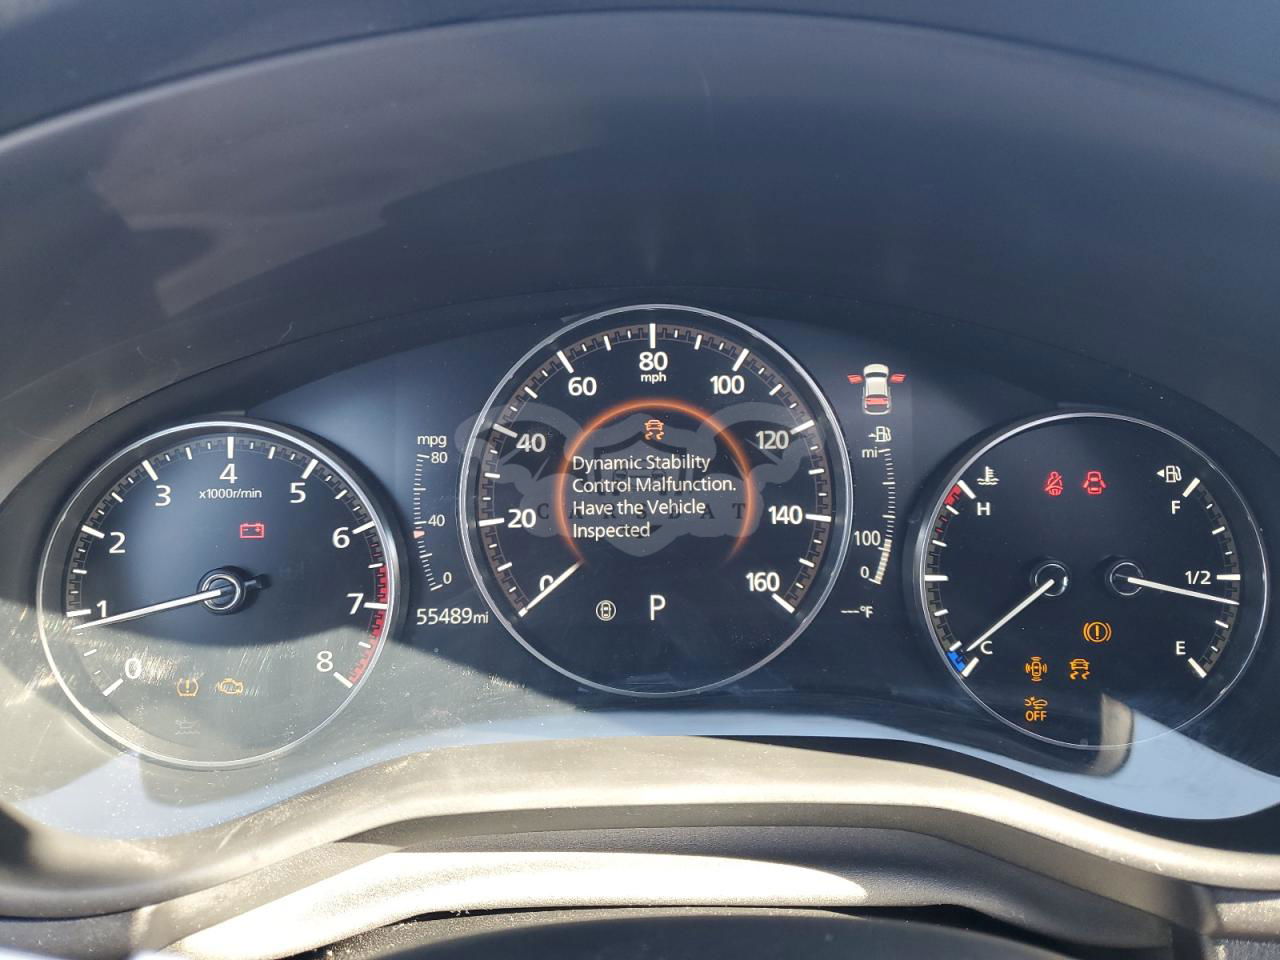 4
3
5
x1000r/min
2
6
1
7
0
8
mpg
80
40
0
55489mi
80
mph
60
100
40
120
20
140
0
160
Dynamic Stability
Control Malfunction.
Have the Vehicle
Inspected
P
mi
100
0
---°F
H
C
F
1/2
E
OFF